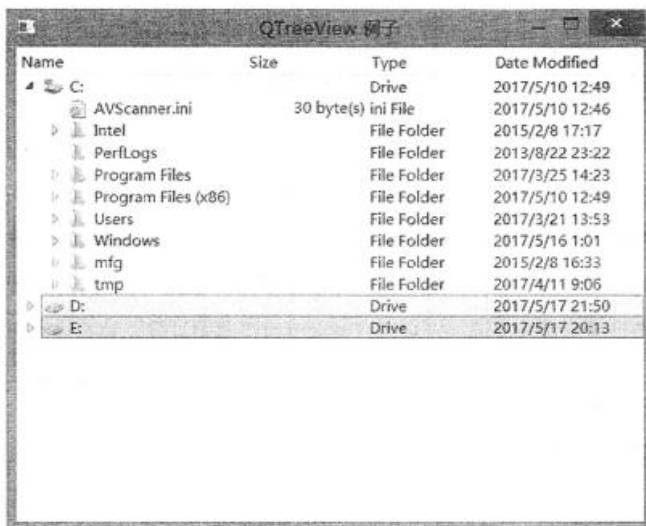 QTreeView 例子
Name Size Type Date Modified
C: Drive 2017/5/10 12:49
AVScanner.ini 30 byte(s) ini File 2017/5/10 12:46
Intel File Folder 2015/2/8 17:17
PerfLogs File Folder 2013/8/22 23:22
Program Files File Folder 2017/3/25 14:23
Program Files (x86) File Folder 2017/5/10 12:49
Users File Folder 2017/3/21 13:53
Windows File Folder 2017/5/16 1:01
mfg File Folder 2015/2/8 16:33
tmp File Folder 2017/4/11 9:06
D: Drive 2017/5/17 21:50
E: Drive 2017/5/17 20:13